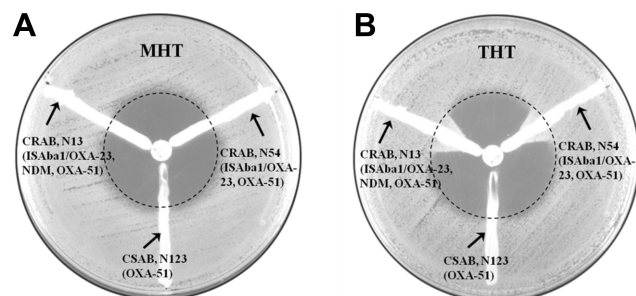 A
MHT
CRAB, N13
(ISAba1/OXA-23,
NDM, OXA-51)
CRAB, N54
(ISAba1/OXA-
23, OXA-51)
CSAB, N123
(OXA-51)
B
THT
CRAB, N13
(ISAba1/OXA-23,
NDM, OXA-51)
CRAB, N54
(ISAba1/OXA-
23, OXA-51)
CSAB, N123
(OXA-51)